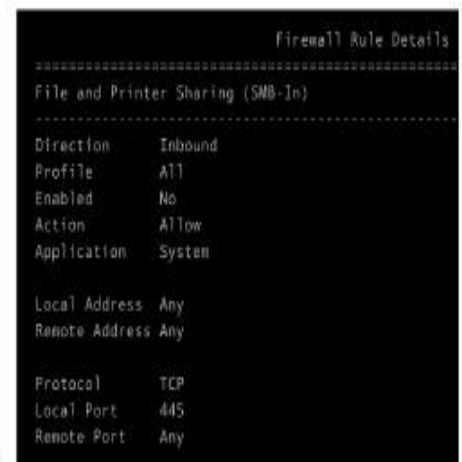 Firewall Rule Details
======================================================
File and Printer Sharing (SMB-In)
------------------------------------------------------
Direction Inbound
Profile All
Enabled No
Action Allow
Application System
Local Address Any
Remote Address Any
Protocol TCP
Local Port 445
Remote Port Any